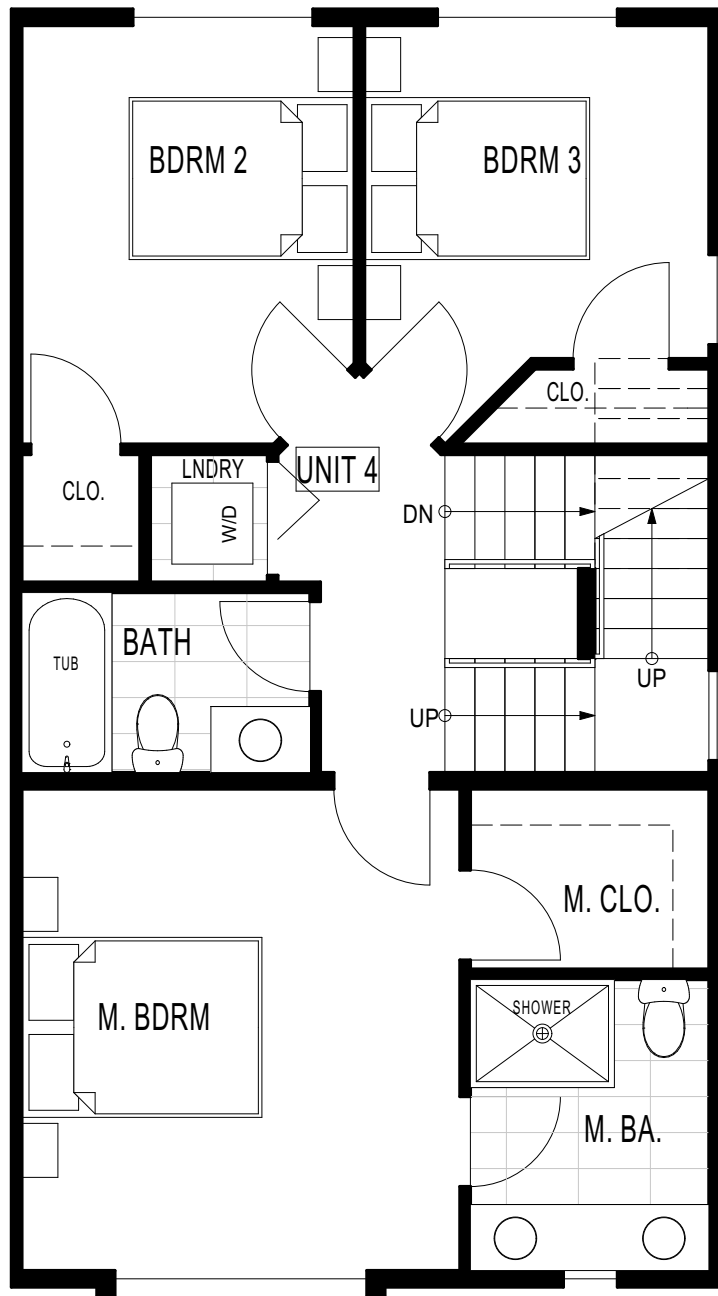 BDRM 2
BDRM 3
CLO.
LNDRY
UNIT 4
CLO.
W/D
DN
BATH
TUB
UP
UP
M. CLO.
M. BDRM
SHOWER
M. BA.